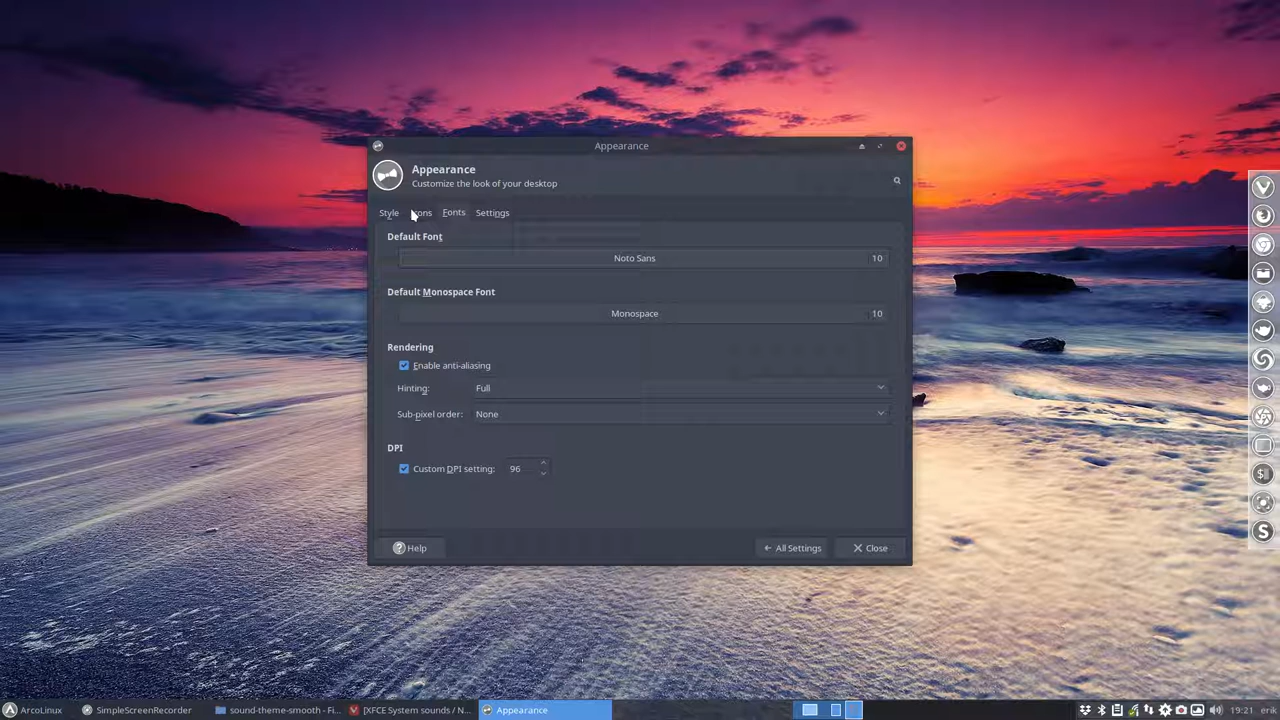 Appearance
Appearance
Customize the look of your desktop
Style Icons Fonts Settings
Default Font
Noto Sans 10
Default Monospace Font
Monospace 10
Rendering
Enable anti-aliasing
Hinting: Full
Sub-pixel order: None
DPI
Custom DPI setting: 96
Help All Settings Close
ArcoLinux SimpleScreenRecorder sound-theme-smooth - Fi... [XFCE System sounds / N... Appearance 19:21 erik